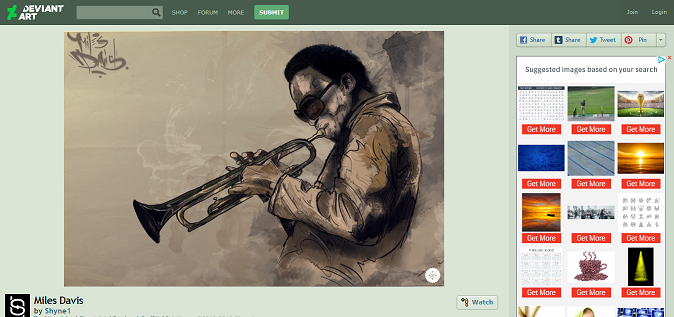 DEVIANT
ART
SHOP
FORUM
MORE
SUBMIT
Join
Login
Miles
Davis
Share
Share
Tweet
Pin
Suggested images based on your search
Get More
Get More
Get More
Get More
Get More
Get More
Get More
Get More
Get More
Get More
Get More
Get More
Miles Davis
by Shyne1
Watch